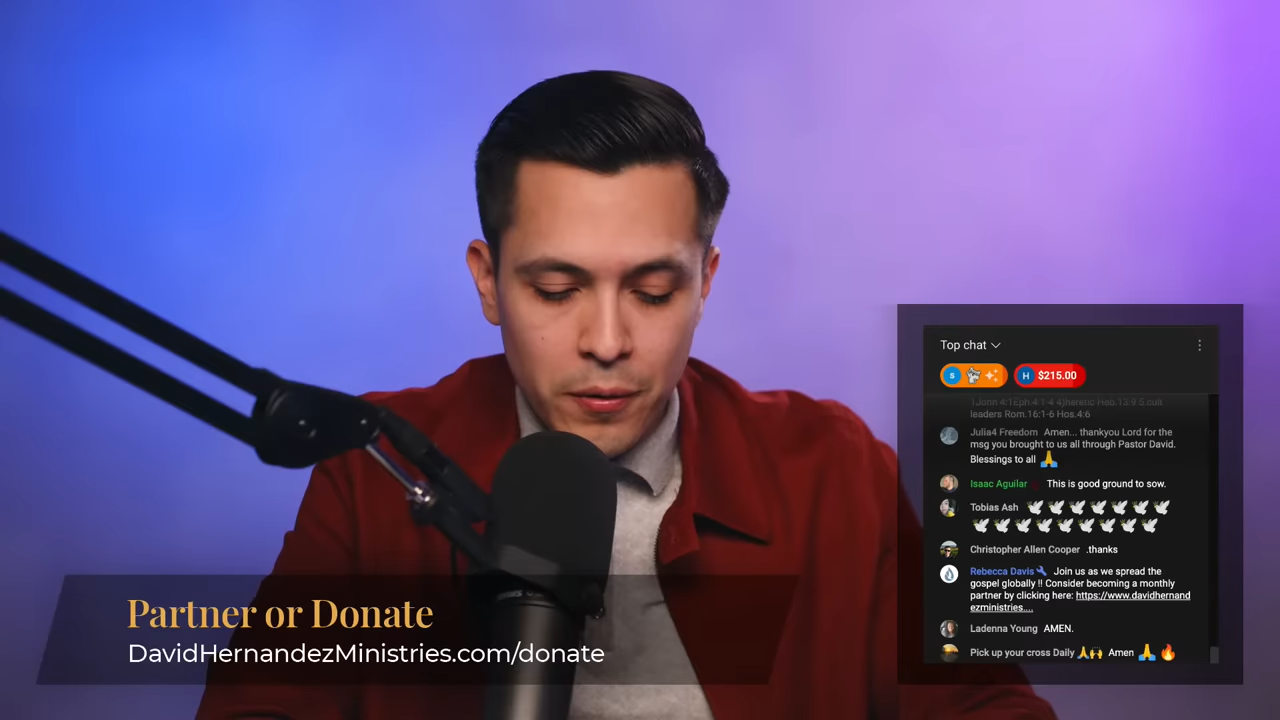 Top chat
S
H $215.00
leaders Rom.16:1-6 Hos.4:6
Julia4 Freedom Amen... thankyou Lord for the
msg you brought to us all through Pastor David.
Blessings to all 🙏
Isaac Aguilar This is good ground to sow.
Tobias Ash 🕊️🕊️🕊️🕊️🕊️🕊️🕊️
🕊️🕊️🕊️🕊️🕊️🕊️🕊️🕊️🕊️
Christopher Allen Cooper .thanks
Rebecca Davis Join us as we spread the
gospel globally !! Consider becoming a monthly
partner by clicking here: https://www.davidhernand
ezministries....
Ladenna Young AMEN.
Pick up your cross Daily 🙏🙌 Amen 🙏 🔥
Partner or Donate
DavidHernandezMinistries.com/donate